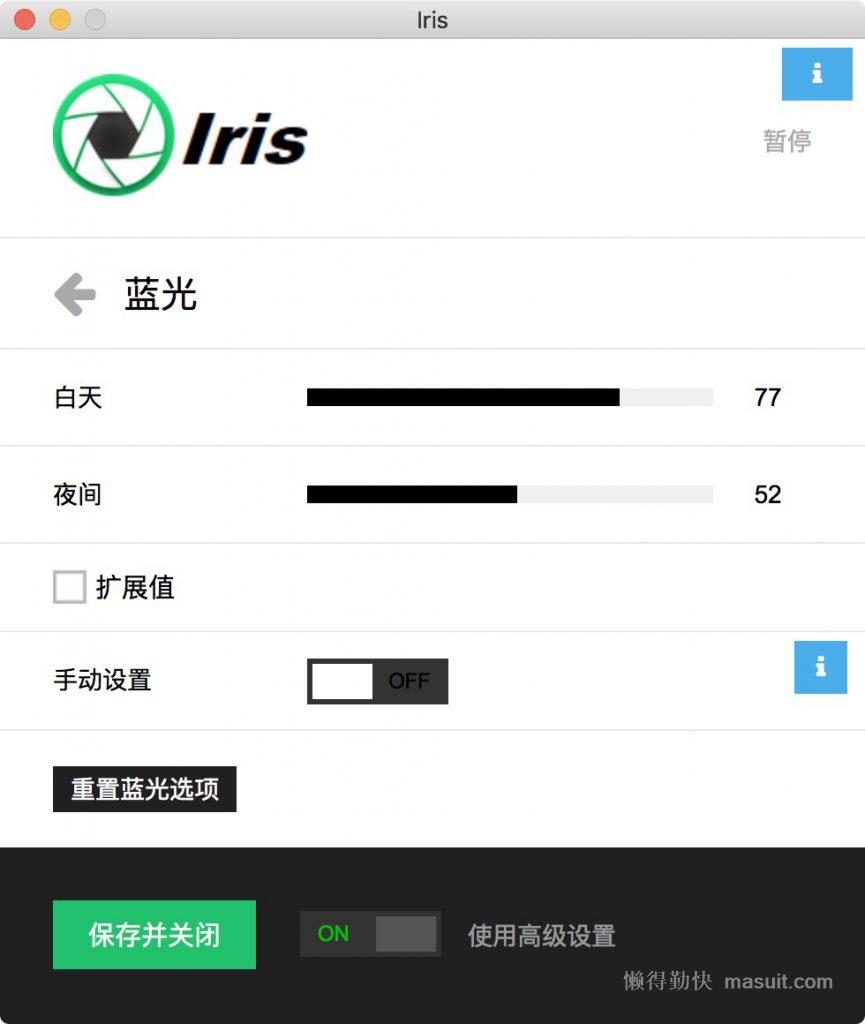 Iris
Iris
暂停
蓝光
白天 77
夜间 52
扩展值
手动设置 OFF
重置蓝光选项
保存并关闭 ON 使用高级设置
懒得勤快 masuit.com